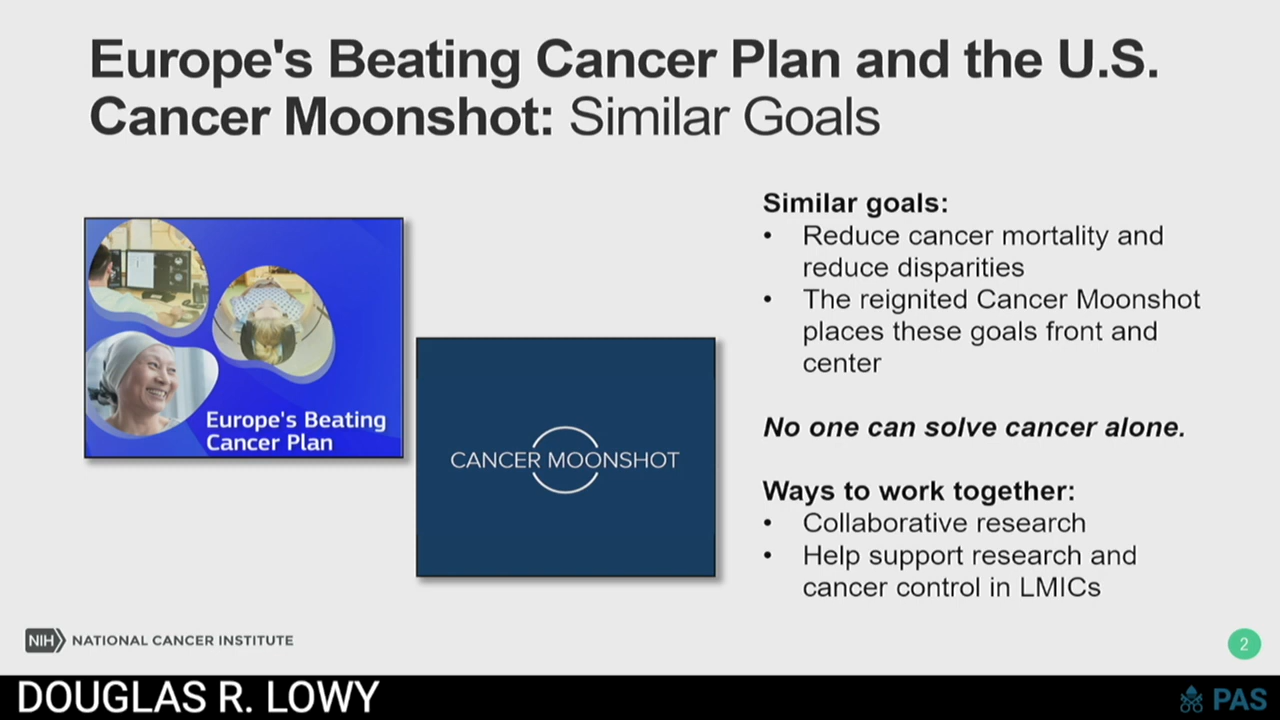 Europe's Beating Cancer Plan and the U.S.
Cancer Moonshot: Similar Goals
Europe's Beating
Cancer Plan
CANCER MOONSHOT
Similar goals:
• Reduce cancer mortality and
reduce disparities
• The reignited Cancer Moonshot
places these goals front and
center
No one can solve cancer alone.
Ways to work together:
• Collaborative research
• Help support research and
cancer control in LMICs
NIH NATIONAL CANCER INSTITUTE
2
DOUGLAS R. LOWY
PAS